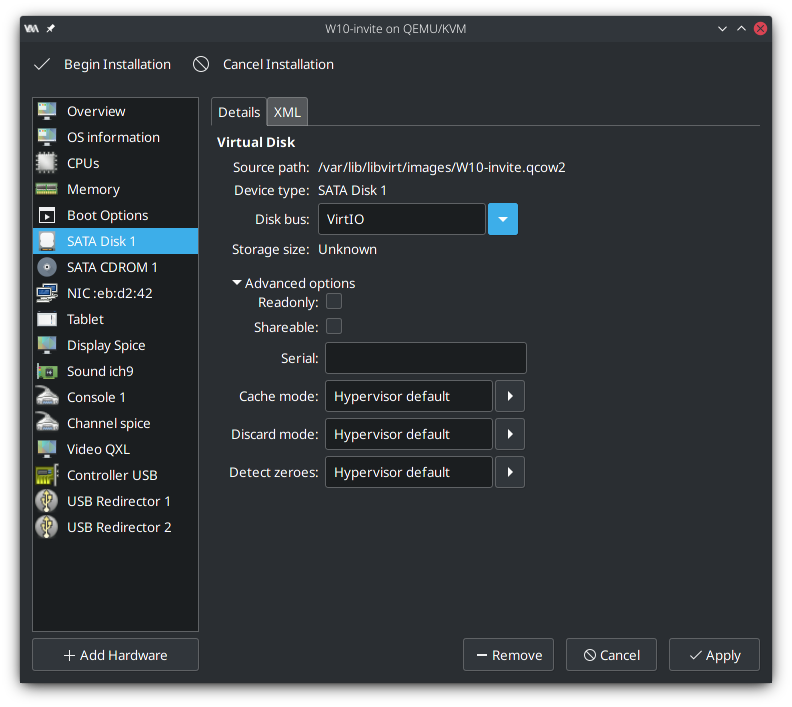 W10-invite on QEMU/KVM
Begin Installation
Cancel Installation
Overview
OS information
CPUs
Memory
Boot Options
SATA Disk 1
SATA CDROM 1
NIC :eb:d2:42
Tablet
Display Spice
Sound ich9
Console 1
Channel spice
Video QXL
Controller USB
USB Redirector 1
USB Redirector 2
Add Hardware
Details XML
Virtual Disk
Source path: /var/lib/libvirt/images/W10-invite.qcow2
Device type: SATA Disk 1
Disk bus: VirtIO
Storage size: Unknown
Advanced options
Readonly:
Shareable:
Serial:
Cache mode: Hypervisor default
Discard mode: Hypervisor default
Detect zeroes: Hypervisor default
Remove
Cancel
Apply